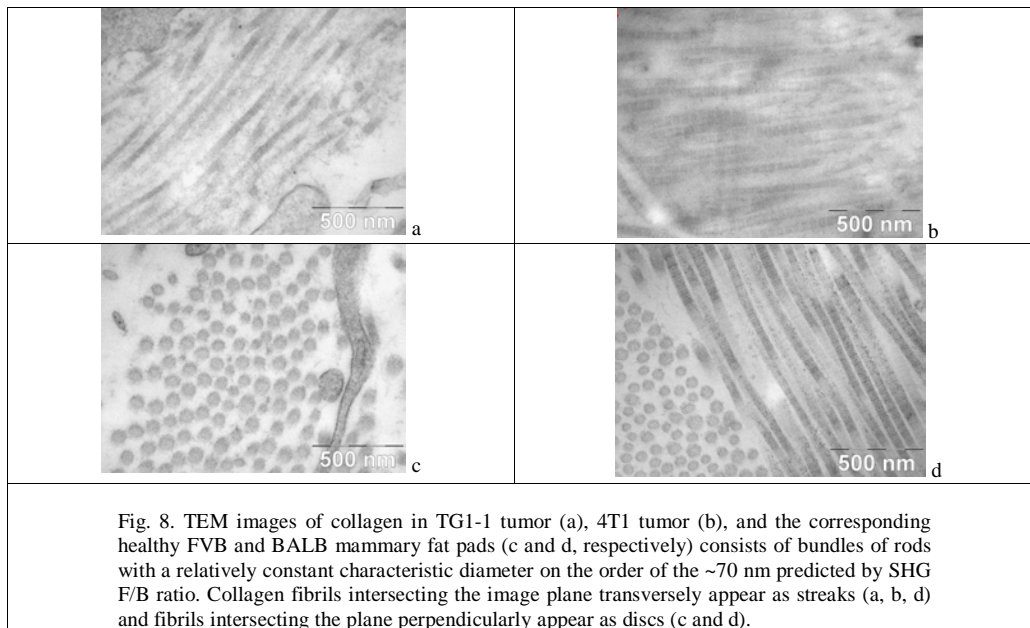 500 nm
a
500 nm
b
500 nm
c
500 nm
d
Fig. 8. TEM images of collagen in TG1-1 tumor (a), 4T1 tumor (b), and the corresponding
healthy FVB and BALB mammary fat pads (c and d, respectively) consists of bundles of rods
with a relatively constant characteristic diameter on the order of the ~70 nm predicted by SHG
F/B ratio. Collagen fibrils intersecting the image plane transversely appear as streaks (a, b, d)
and fibrils intersecting the plane perpendicularly appear as discs (c and d).